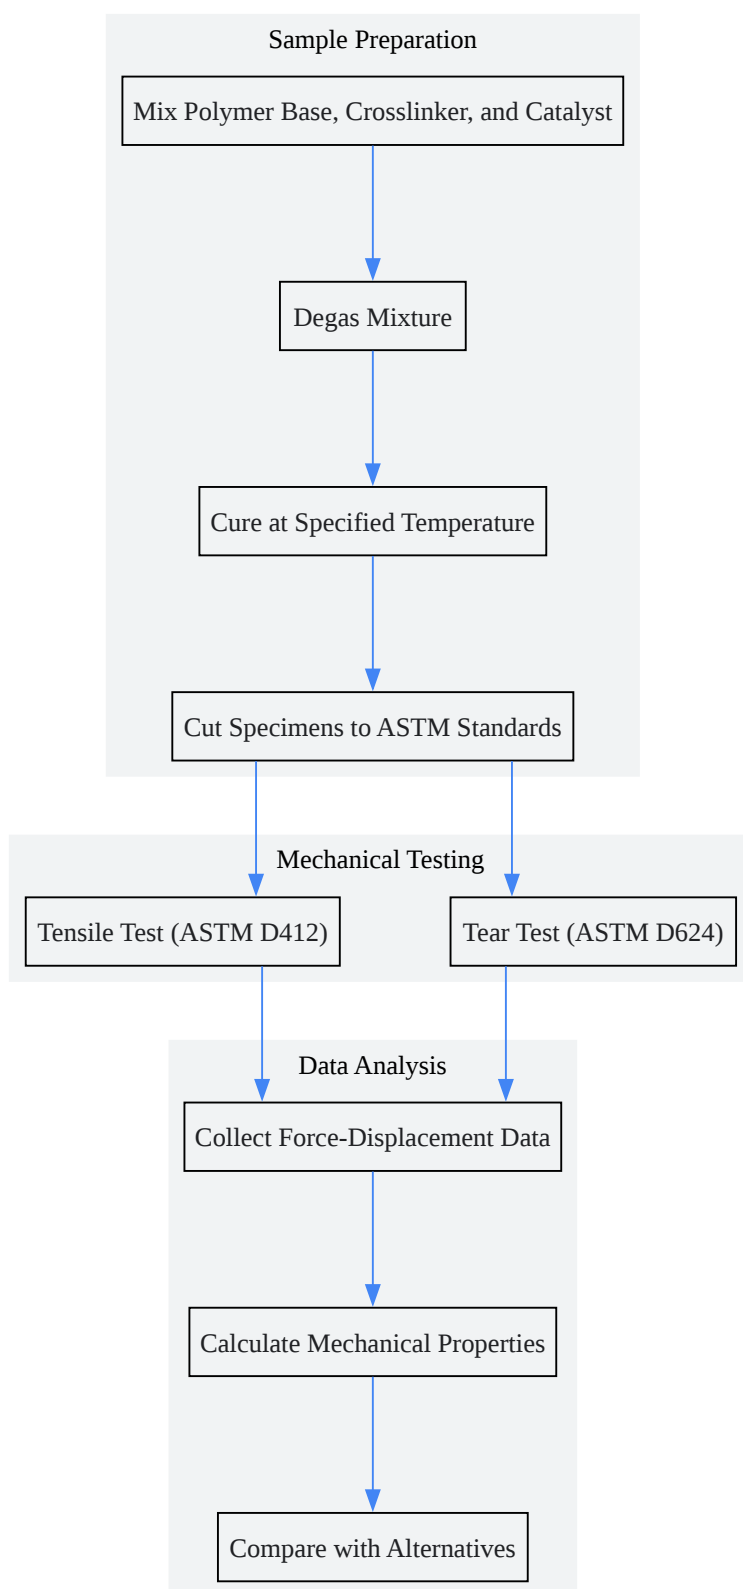 Sample Preparation
Mix Polymer Base, Crosslinker, and Catalyst
Degas Mixture
Cure at Specified Temperature
Cut Specimens to ASTM Standards
Mechanical Testing
Tensile Test (ASTM D412)
Tear Test (ASTM D624)
Data Analysis
Collect Force-Displacement Data
Calculate Mechanical Properties
Compare with Alternatives